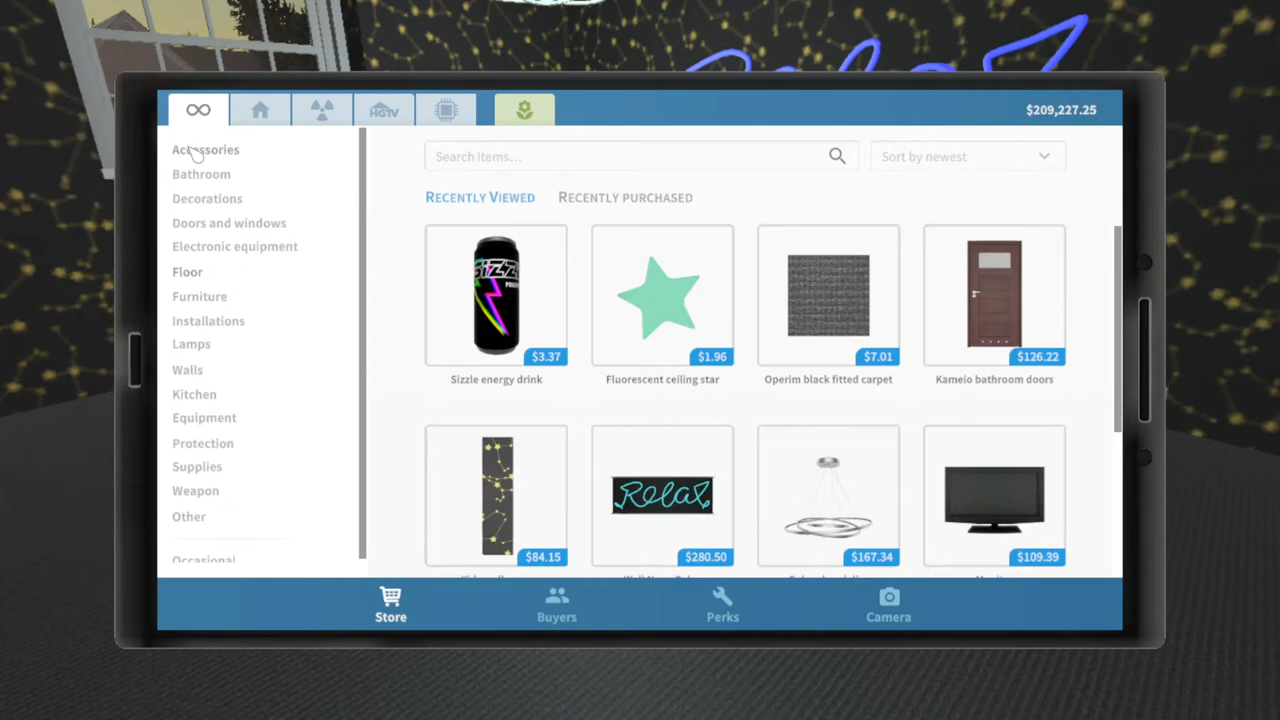 HGTV
$209,227.25
Accessories
Bathroom
Decorations
Doors and windows
Electronic equipment
Floor
Furniture
Installations
Lamps
Walls
Kitchen
Equipment
Protection
Supplies
Weapon
Other
Occasional
Search items...
Sort by newest
RECENTLY VIEWED
RECENTLY PURCHASED
SIZZ
$3.37
Sizzle energy drink
$1.96
Fluorescent ceiling star
$7.01
Operim black fitted carpet
$126.22
Kameio bathroom doors
$84.15
Relax
$280.50
$167.34
$109.39
Store
Buyers
Perks
Camera